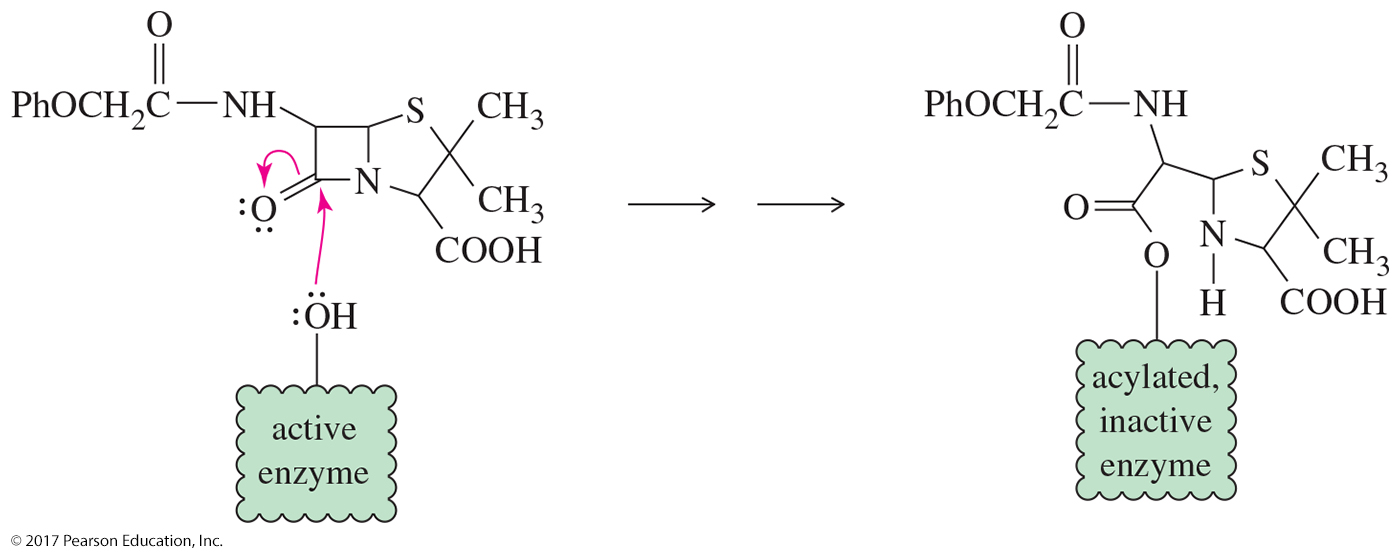 O
PhOCH₂C—NH
S
CH₃
N
CH₃
:O
COOH
:OH
active
enzyme
O
PhOCH₂C—NH
S
CH₃
O
N
CH₃
O
H
COOH
acylated,
inactive
enzyme
© 2017 Pearson Education, Inc.